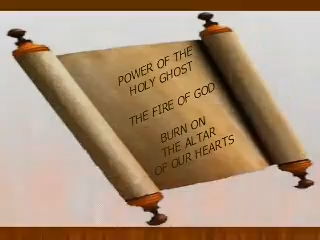 POWER OF THE
HOLY GHOST
THE FIRE OF GOD
BURN ON
THE ALTAR
OF OUR HEARTS